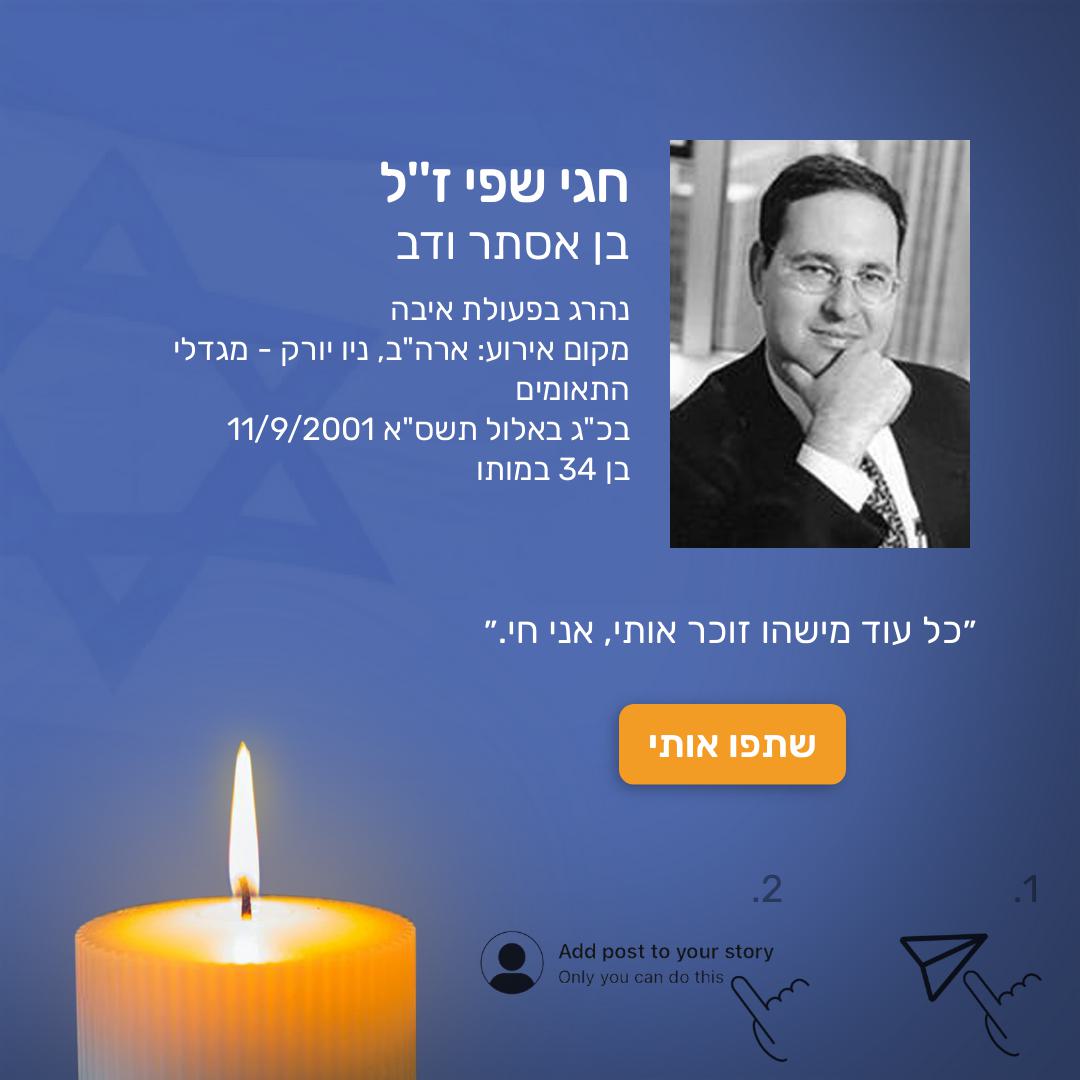 חגי שפי ז"ל
בן אסתר ודב
נהרג בפעולת איבה
מקום אירוע: ארה"ב, ניו יורק - מגדלי
התאומים
בכ"ג באלול תשס"א 11/9/2001
בן 34 במותו
״כל עוד מישהו זוכר אותי, אני חי.״
שתפו אותי
.1
.2
Add post to your story
Only you can do this